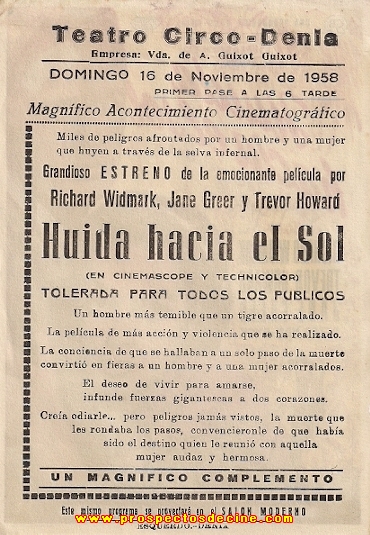 Teatro Circo-Denia
Empresa: Vda. de A. Guixot Guixot
DOMINGO 16 de Noviembre de 1958
PRIMER PASE A LAS 6 TARDE
Magnífico Acontecimiento Cinematográfico
Miles de peligros afrontados por un hombre y una mujer
que huyen a través de la selva infernal.
Grandioso ESTRENO de la emocionante película por
Richard Widmark, Jane Greer y Trevor Howard
Huida hacia el Sol
(EN CINEMASCOPE Y TECHNICOLOR)
TOLERADA PARA TODOS LOS PUBLICOS
Un hombre más temible que un tigre acorralado.
La película de más acción y violencia que se ha realizado.
La conciencia de que se hallaban a un solo paso de la muerte
convirtió en fieras a un hombre y a una mujer acorralados.
El deseo de vivir para amarse,
infunde fuerzas gigantescas a dos corazones.
Creía odiarle... pero peligros jamás vistos, la muerte que
les rondaba los pasos, convencieronle de que había
sido el destino quien le reunió con aquella
mujer audaz y hermosa.
UN MAGNIFICO COMPLEMENTO
Este mismo programa se proyectará en el SALON MODERNO
www.prospectosdecine.com
ESQUERDO.-DENIA